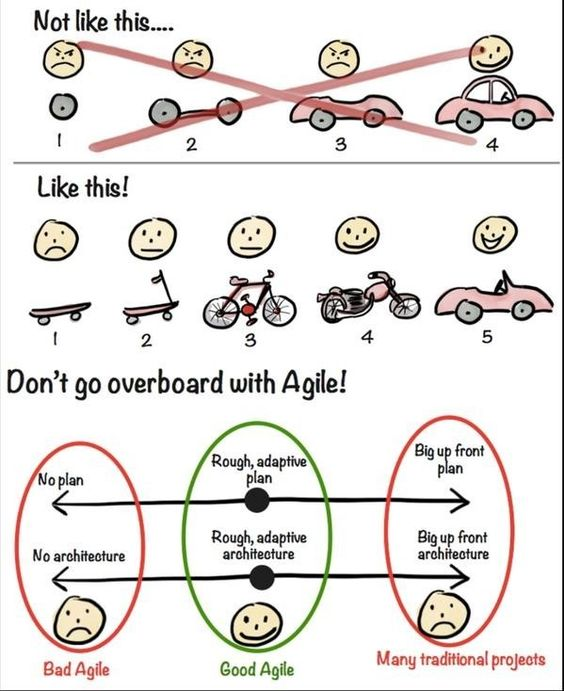 Not like this....
1
2
3
4
Like this!
1
2
3
4
5
Don't go overboard with Agile!
No plan
Rough, adaptive
plan
Big up front
plan
No architecture
Rough, adaptive
architecture
Big up front
architecture
Bad Agile
Good Agile
Many traditional projects